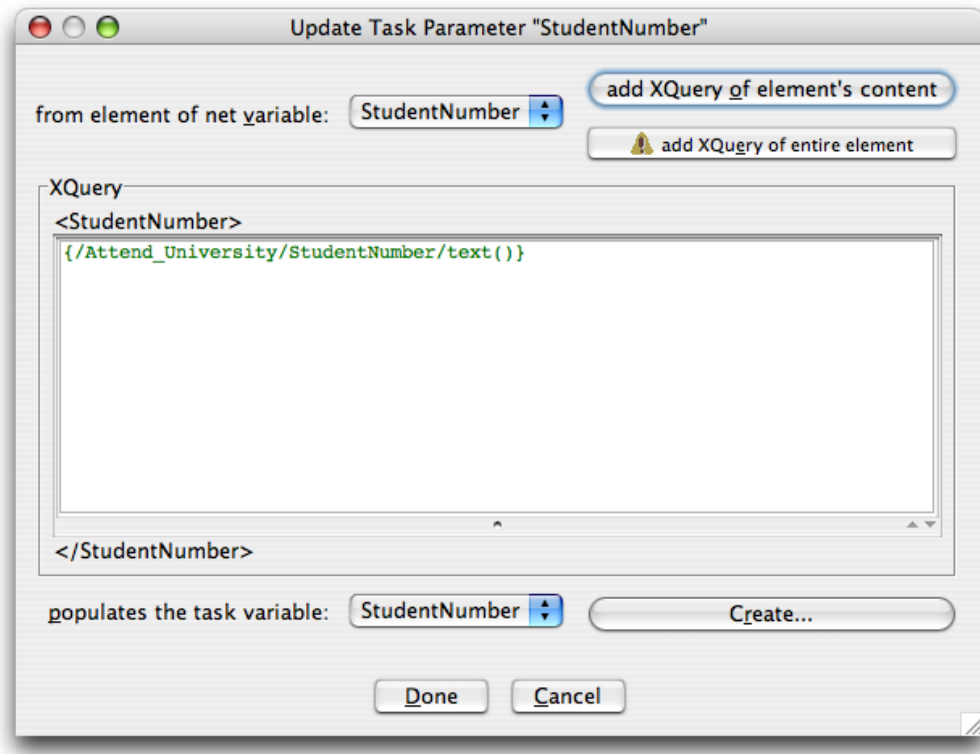 Update Task Parameter "StudentNumber"
add XQuery of element's content
from element of net variable: StudentNumber
add XQuery of entire element
XQuery
<StudentNumber>
{/Attend_University/StudentNumber/text()}
</StudentNumber>
populates the task variable: StudentNumber Create...
Done Cancel